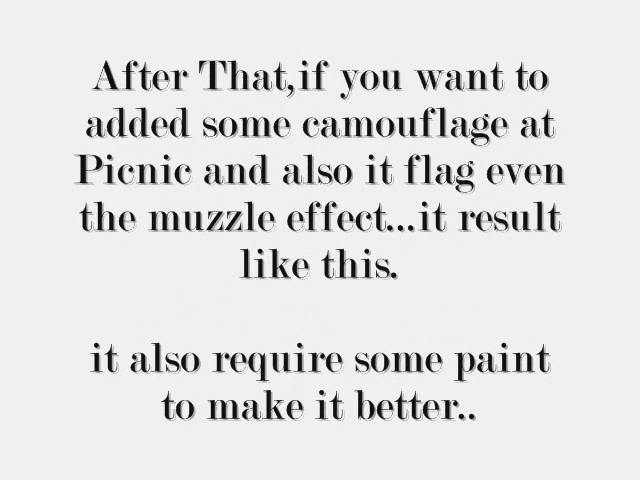 After That,if you want to
added some camouflage at
Picnic and also it flag even
the muzzle effect...it result
like this.
it also require some paint
to make it better..